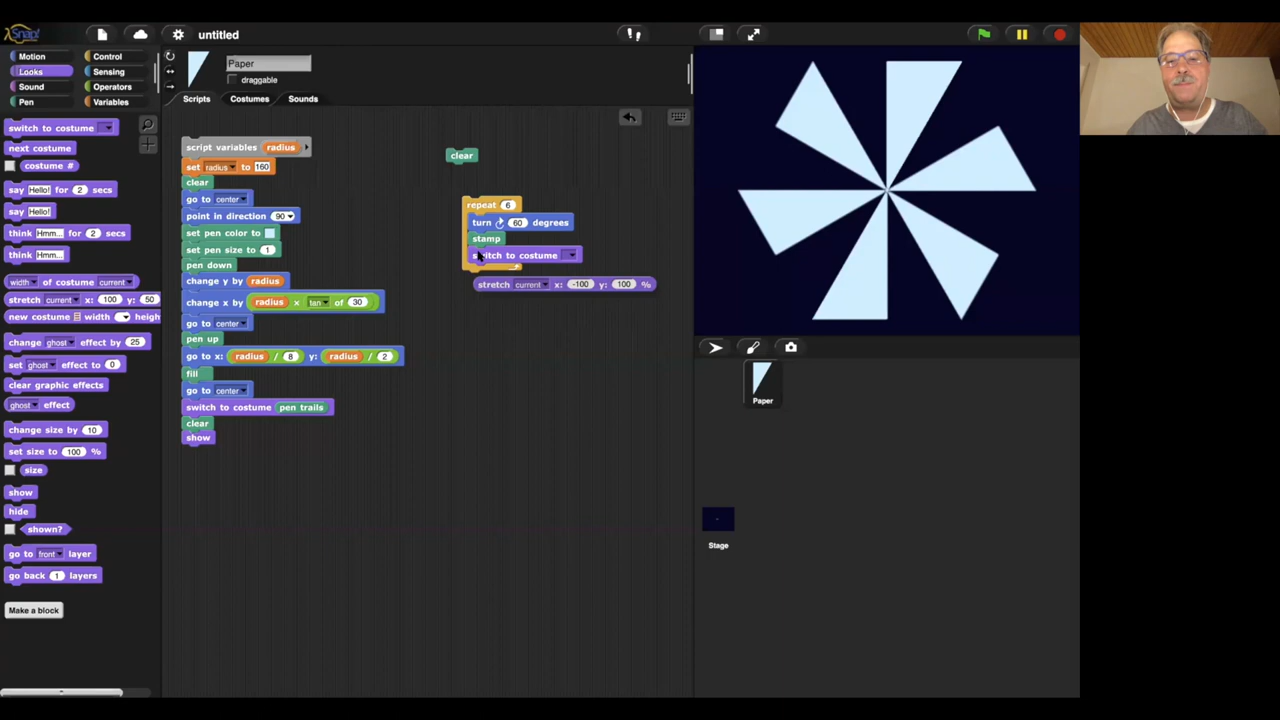 Snap!
untitled
Motion
Control
Looks
Sensing
Sound
Operators
Pen
Variables
switch to costume
next costume
costume #
say Hello! for 2 secs
say Hello!
think Hmm... for 2 secs
think Hmm...
width of costume current
stretch current x: 100 y: 50
new costume width heigh
change ghost effect by 25
set ghost effect to 0
clear graphic effects
ghost effect
change size by 10
set size to 100 %
size
show
hide
shown?
go to front layer
go back 1 layers
Make a block
Paper
draggable
Scripts
Costumes
Sounds
script variables radius
set radius to 160
clear
go to center
point in direction 90
set pen color to
set pen size to 1
pen down
change y by radius
change x by radius × tan of 30
go to center
pen up
go to x: radius / 8 y: radius / 2
fill
go to center
switch to costume pen trails
clear
show
clear
repeat 6
turn 60 degrees
stamp
switch to costume
stretch current x: -100 y: 100 %
Paper
Stage